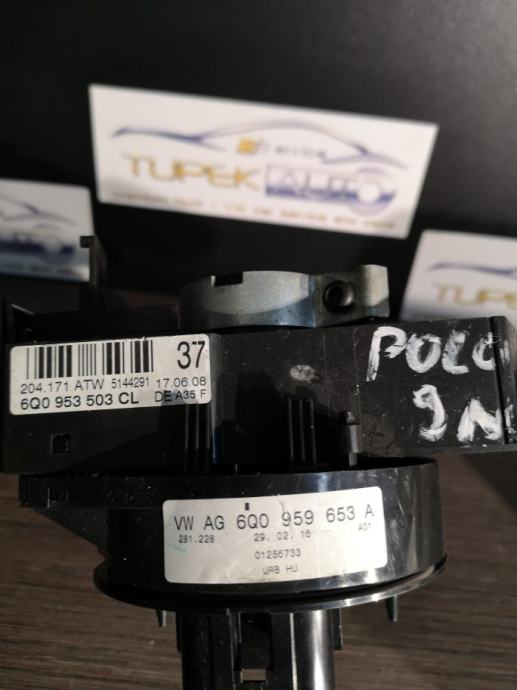 TUPEK AUTO
37
204.171 ATW 5144291 17.06.08
6Q0 953 503 CL DE A35 F
POLO
9N
VW AG 6Q0 959 653 A
281.228 29.02.16 A01
01256733
URB HU
TUPEK